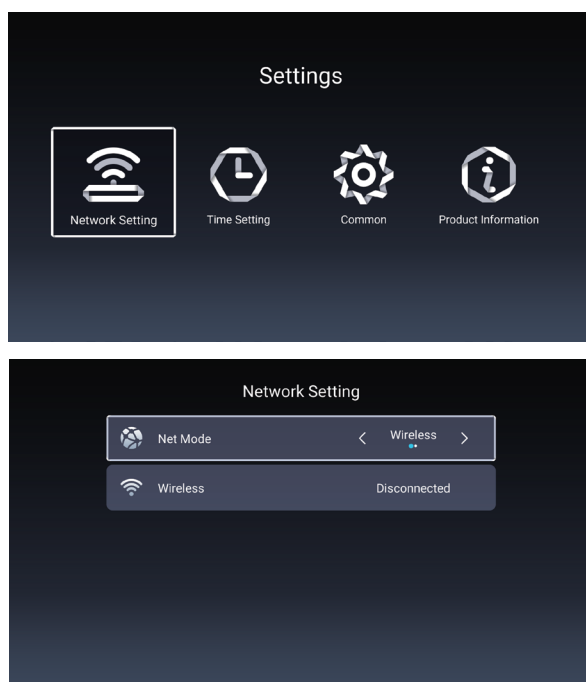 Settings
Network Setting Time Setting Common Product Information
Network Setting
Net Mode Wireless
Wireless Disconnected